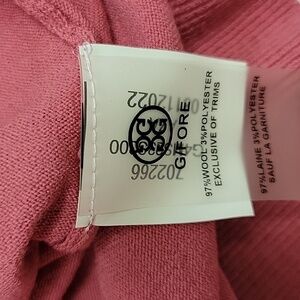 G/FORE
97%WOOL 3%POLYESTER
EXCLUSIVE OF TRIMS
97%LAINE 3%POLYESTER
SAUF LA GARNITURE
702266